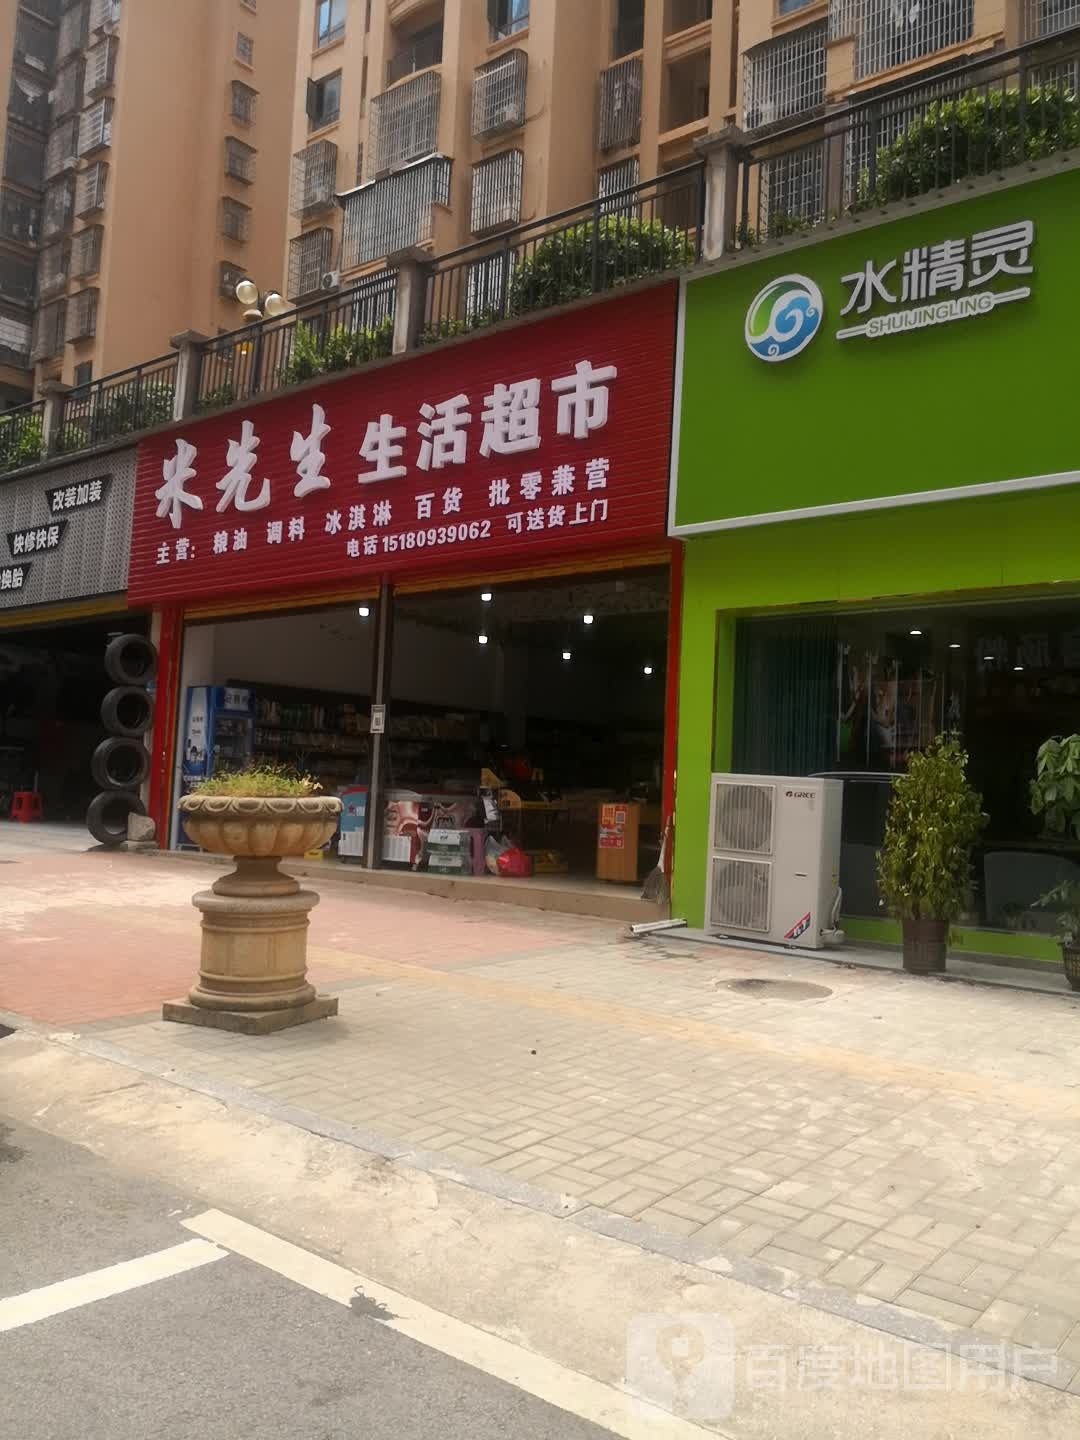 改装加装
快修快保
换胎
米先生 生活超市
主营: 粮油 调料 冰淇淋 百货 批零兼营
电话 15180939062 可送货上门
水精灵
SHUIJINGLING
GREE
百度地图用户